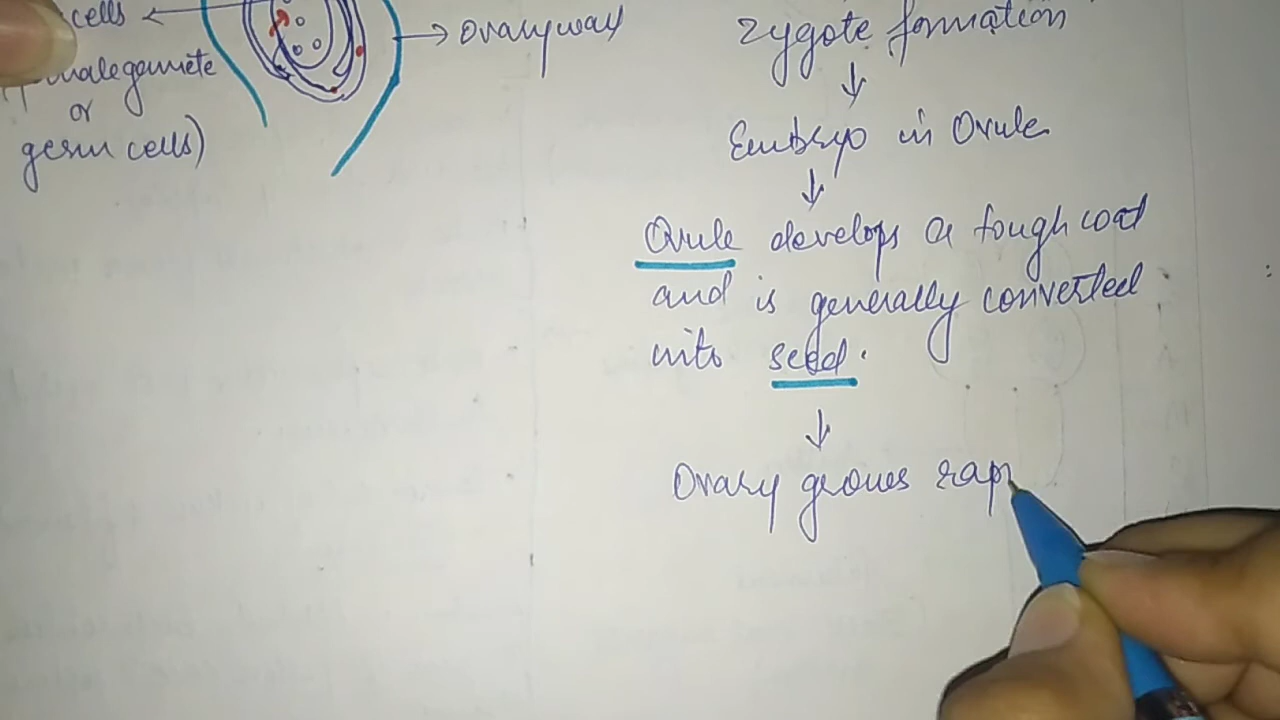 cells
ovary wall
gamete
or
germ cells)
Zygote formation
Embryo in Ovule
Ovule develops a tough coat
and is generally converted
into seed.
Ovary grows rap